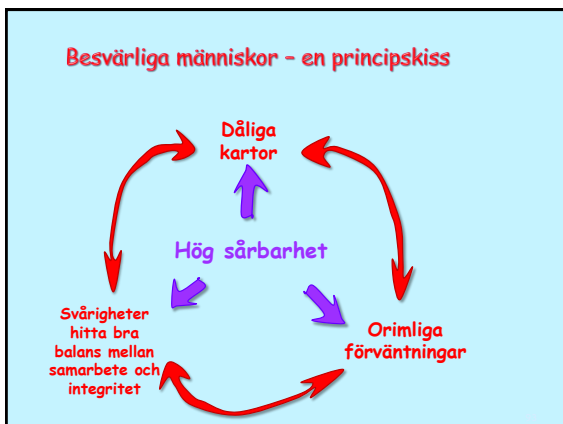 Besvärliga människor – en principskiss
Dåliga
kartor
Hög sårbarhet
Svårigheter
hitta bra
balans mellan
samarbete och
integritet
Orimliga
förväntningar